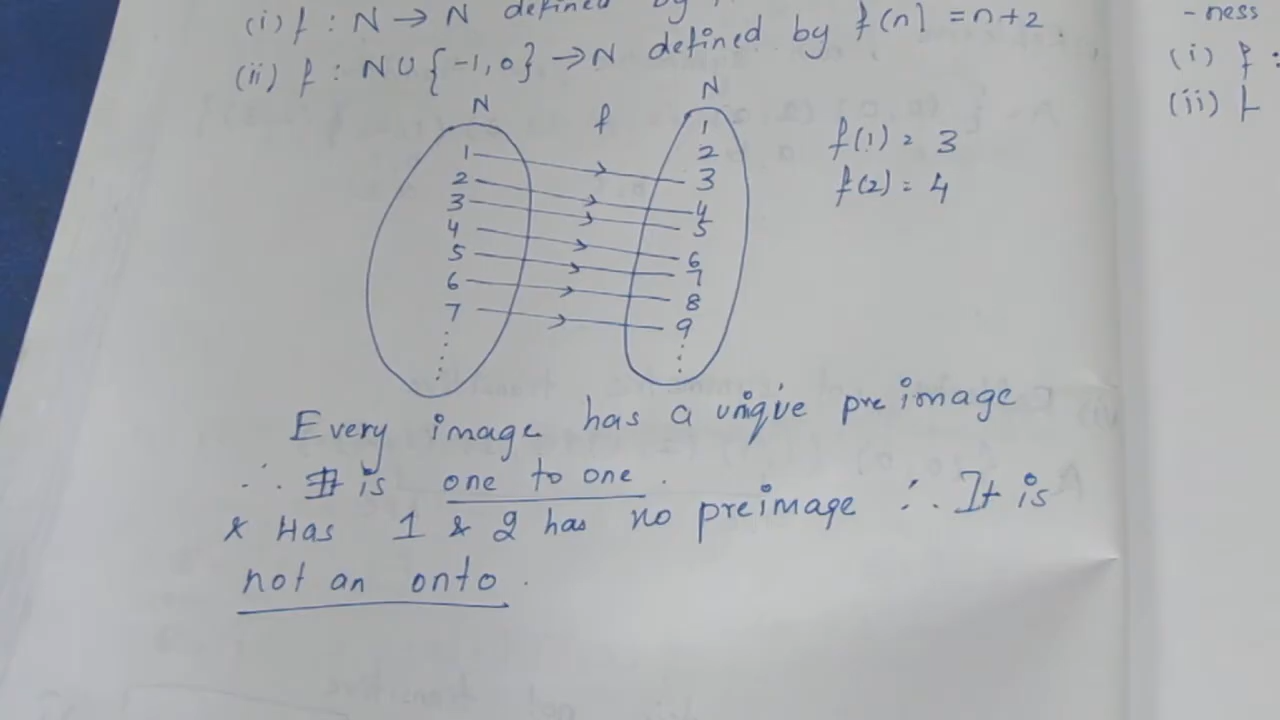 (i) f : N → N defined by
(ii) f : N ∪ {-1, 0} → N defined by f(n) = n+2.
N f N
1
1 2
2 3
3 4
4 5
5 6
6 7
7 8
9
f(1) = 3
f(2) = 4
Every image has a unique pre image
∴ It is one to one.
* Has 1 & 2 has no preimage ∴ It is
not an onto.
- ness
(i) f :
(ii) f